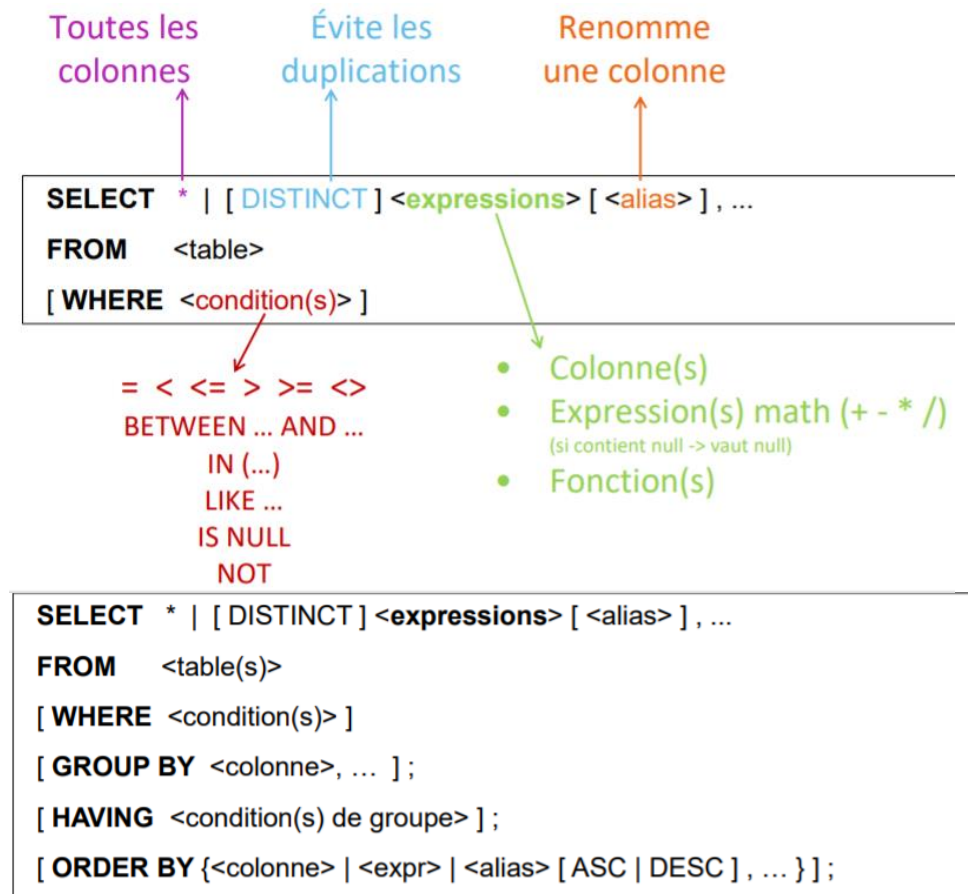 Toutes les
colonnes
Évite les
duplications
Renomme
une colonne
SELECT * | [ DISTINCT ] <expressions> [ <alias> ] , ...
FROM <table>
[ WHERE <condition(s)> ]
= < <= > >= <>
BETWEEN ... AND ...
IN (...)
LIKE ...
IS NULL
NOT
• Colonne(s)
• Expression(s) math (+ - * /)
(si contient null -> vaut null)
• Fonction(s)
SELECT * | [ DISTINCT ] <expressions> [ <alias> ] , ...
FROM <table(s)>
[ WHERE <condition(s)> ]
[ GROUP BY <colonne>, … ] ;
[ HAVING <condition(s) de groupe> ] ;
[ ORDER BY {<colonne> | <expr> | <alias> [ ASC | DESC ] , … } ] ;